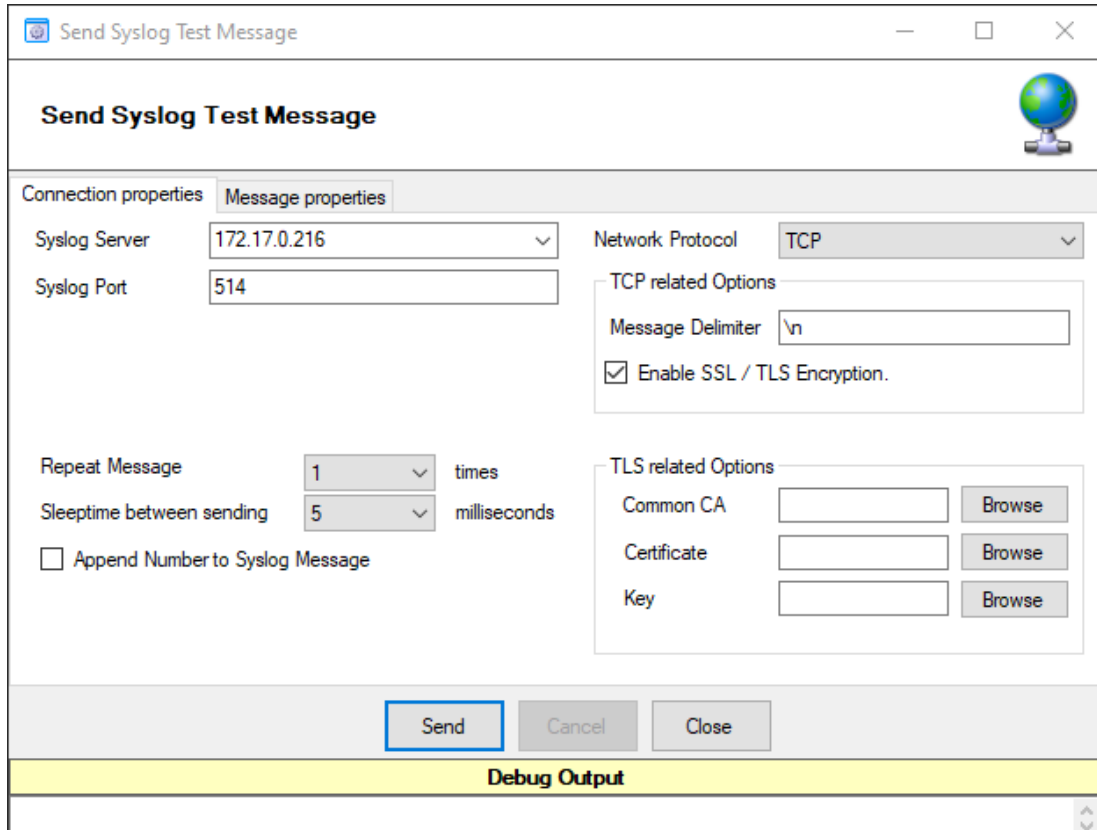 Send Syslog Test Message
Send Syslog Test Message
Connection properties
Message properties
Syslog Server
172.17.0.216
Syslog Port
514
Network Protocol
TCP
TCP related Options
Message Delimiter
\n
Enable SSL / TLS Encryption.
Repeat Message
1
times
Sleeptime between sending
5
milliseconds
Append Number to Syslog Message
TLS related Options
Common CA
Browse
Certificate
Browse
Key
Browse
Send
Cancel
Close
Debug Output